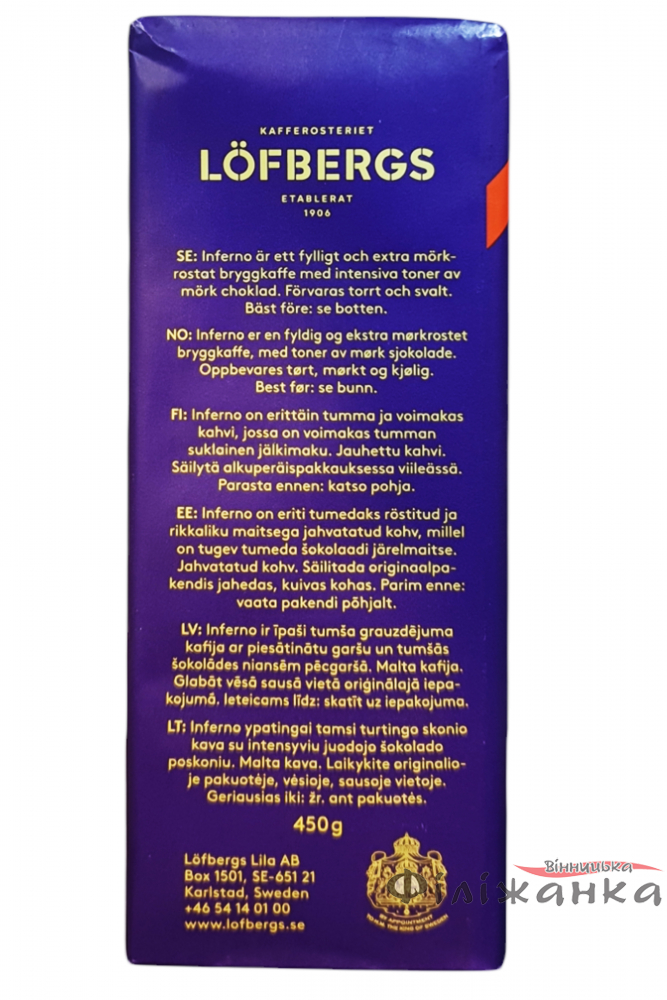 KAFFEROSTERIET
LÖFBERGS
ETABLERAT
1906
SE: Inferno är ett fylligt och extra mörk-
rostat bryggkaffe med intensiva toner av
mörk choklad. Förvaras torrt och svalt.
Bäst före: se botten.
NO: Inferno er en fyldig og ekstra mørkrostet
bryggkaffe, med toner av mørk sjokolade.
Oppbevares tørt, mørkt og kjølig.
Best før: se bunn.
FI: Inferno on erittäin tumma ja voimakas
kahvi, jossa on voimakas tumman
suklainen jälkimaku. Jauhettu kahvi.
Säilytä alkuperäispakkauksessa viileässä.
Parasta ennen: katso pohja.
EE: Inferno on eriti tumedaks röstitud ja
rikkaliku maitsega jahvatatud kohv, millel
on tugev tumeda šokolaadi järelmaitse.
Jahvatatud kohv. Säilitada originaalpa-
kendis jahedas, kuivas kohas. Parim enne:
vaata pakendi põhjalt.
LV: Inferno ir īpaši tumša grauzdējuma
kafija ar piesātinātu garšu un tumšās
šokolādes niansēm pēcgaršā. Malta kafija.
Glabāt vēsā sausā vietā oriģinālajā iepa-
kojumā. Ieteicams līdz: skatīt uz iepakojuma.
LT: Inferno ypatingai tamsi turtingo skonio
kava su intensyviu juodojo šokolado
poskoniu. Malta kava. Laikykite originalio-
je pakuotėje, vėsioje, sausoje vietoje.
Geriausias iki: žr. ant pakuotės.
450g
Löfbergs Lila AB
Box 1501, SE-651 21
Karlstad, Sweden
+46 54 14 01 00
www.lofbergs.se
BY APPOINTMENT
TO H.M. THE KING OF SWEDEN
Вінницька
Філіжанка